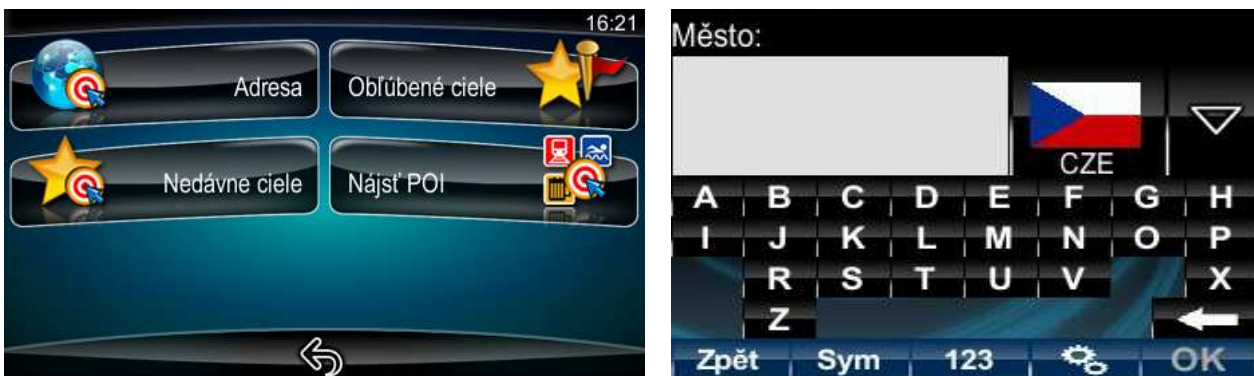 16:21
Adresa
Obľúbené ciele
Nedávne ciele
Nájsť POI
Město:
CZE
A B C D E F G H
I J K L M N O P
R S T U V X
Z
Zpět Sym 123 OK